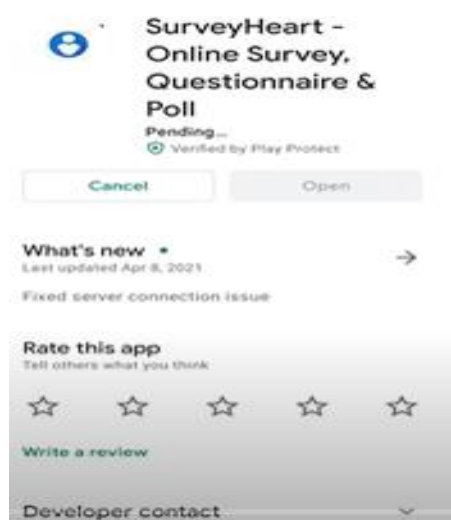 SurveyHeart –
Online Survey,
Questionnaire &
Poll
Pending...
Verified by Play Protect
Cancel
Open
What's new •
Last updated Apr 8, 2021
Fixed server connection issue
Rate this app
Tell others what you think
Write a review
Developer contact